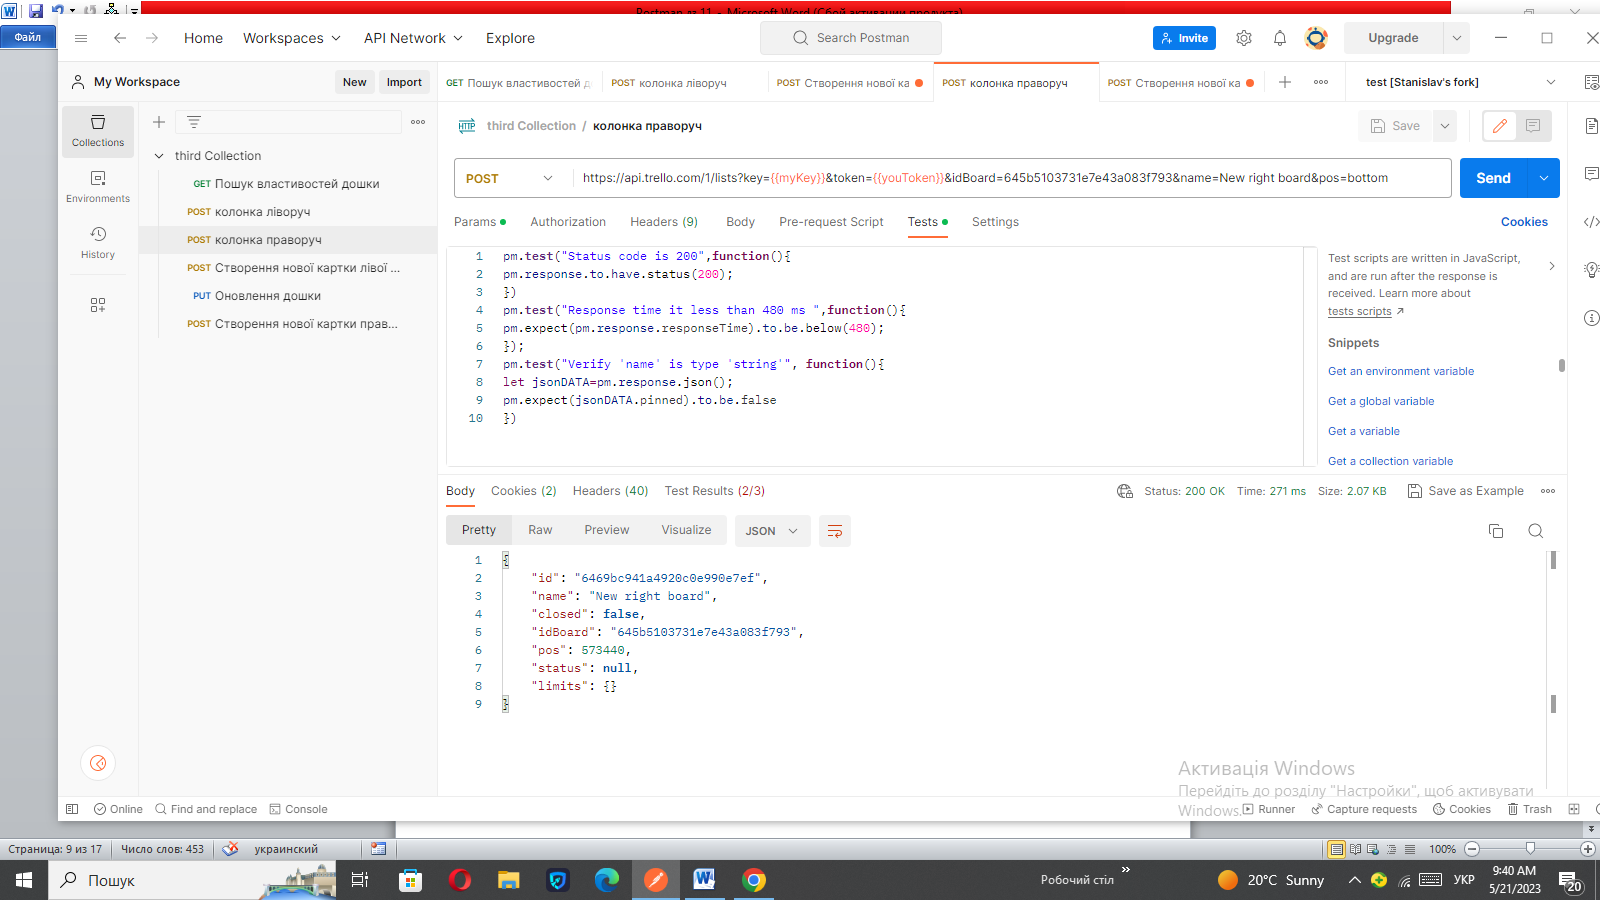 Postman дз 11 - Microsoft Word (Сбой активации продукта)
Файл
Home
Workspaces
API Network
Explore
Search Postman
Invite
Upgrade
My Workspace
New
Import
GET Пошук властивостей д
POST колонка ліворуч
POST Створення нової ка
POST колонка праворуч
POST Створення нової ка
test [Stanislav's fork]
Collections
Environments
History
third Collection
GET Пошук властивостей дошки
POST колонка ліворуч
POST колонка праворуч
POST Створення нової картки лівої ...
PUT Оновлення дошки
POST Створення нової картки прав...
HTTP third Collection / колонка праворуч
Save
POST
https://api.trello.com/1/lists?key={{myKey}}&token={{youToken}}&idBoard=645b5103731e7e43a083f793&name=New right board&pos=bottom
Send
Params
Authorization
Headers (9)
Body
Pre-request Script
Tests
Settings
Cookies
1 pm.test("Status code is 200",function(){
2 pm.response.to.have.status(200);
3 })
4 pm.test("Response time it less than 480 ms ",function(){
5 pm.expect(pm.response.responseTime).to.be.below(480);
6 });
7 pm.test("Verify 'name' is type 'string'", function(){
8 let jsonDATA=pm.response.json();
9 pm.expect(jsonDATA.pinned).to.be.false
10 })
Test scripts are written in JavaScript,
and are run after the response is
received. Learn more about
tests scripts ↗
Snippets
Get an environment variable
Get a global variable
Get a variable
Get a collection variable
Body
Cookies (2)
Headers (40)
Test Results (2/3)
Status: 200 OK
Time: 271 ms
Size: 2.07 KB
Save as Example
Pretty
Raw
Preview
Visualize
JSON
1 {
2 "id": "6469bc941a4920c0e990e7ef",
3 "name": "New right board",
4 "closed": false,
5 "idBoard": "645b5103731e7e43a083f793",
6 "pos": 573440,
7 "status": null,
8 "limits": {}
9 }
Активація Windows
Перейдіть до розділу "Настройки", щоб активувати
Windows.
Online
Find and replace
Console
Runner
Capture requests
Cookies
Trash
Страница: 9 из 17
Число слов: 453
украинский
100%
Пошук
Робочий стіл
20°C Sunny
УКР
9:40 AM
5/21/2023
20